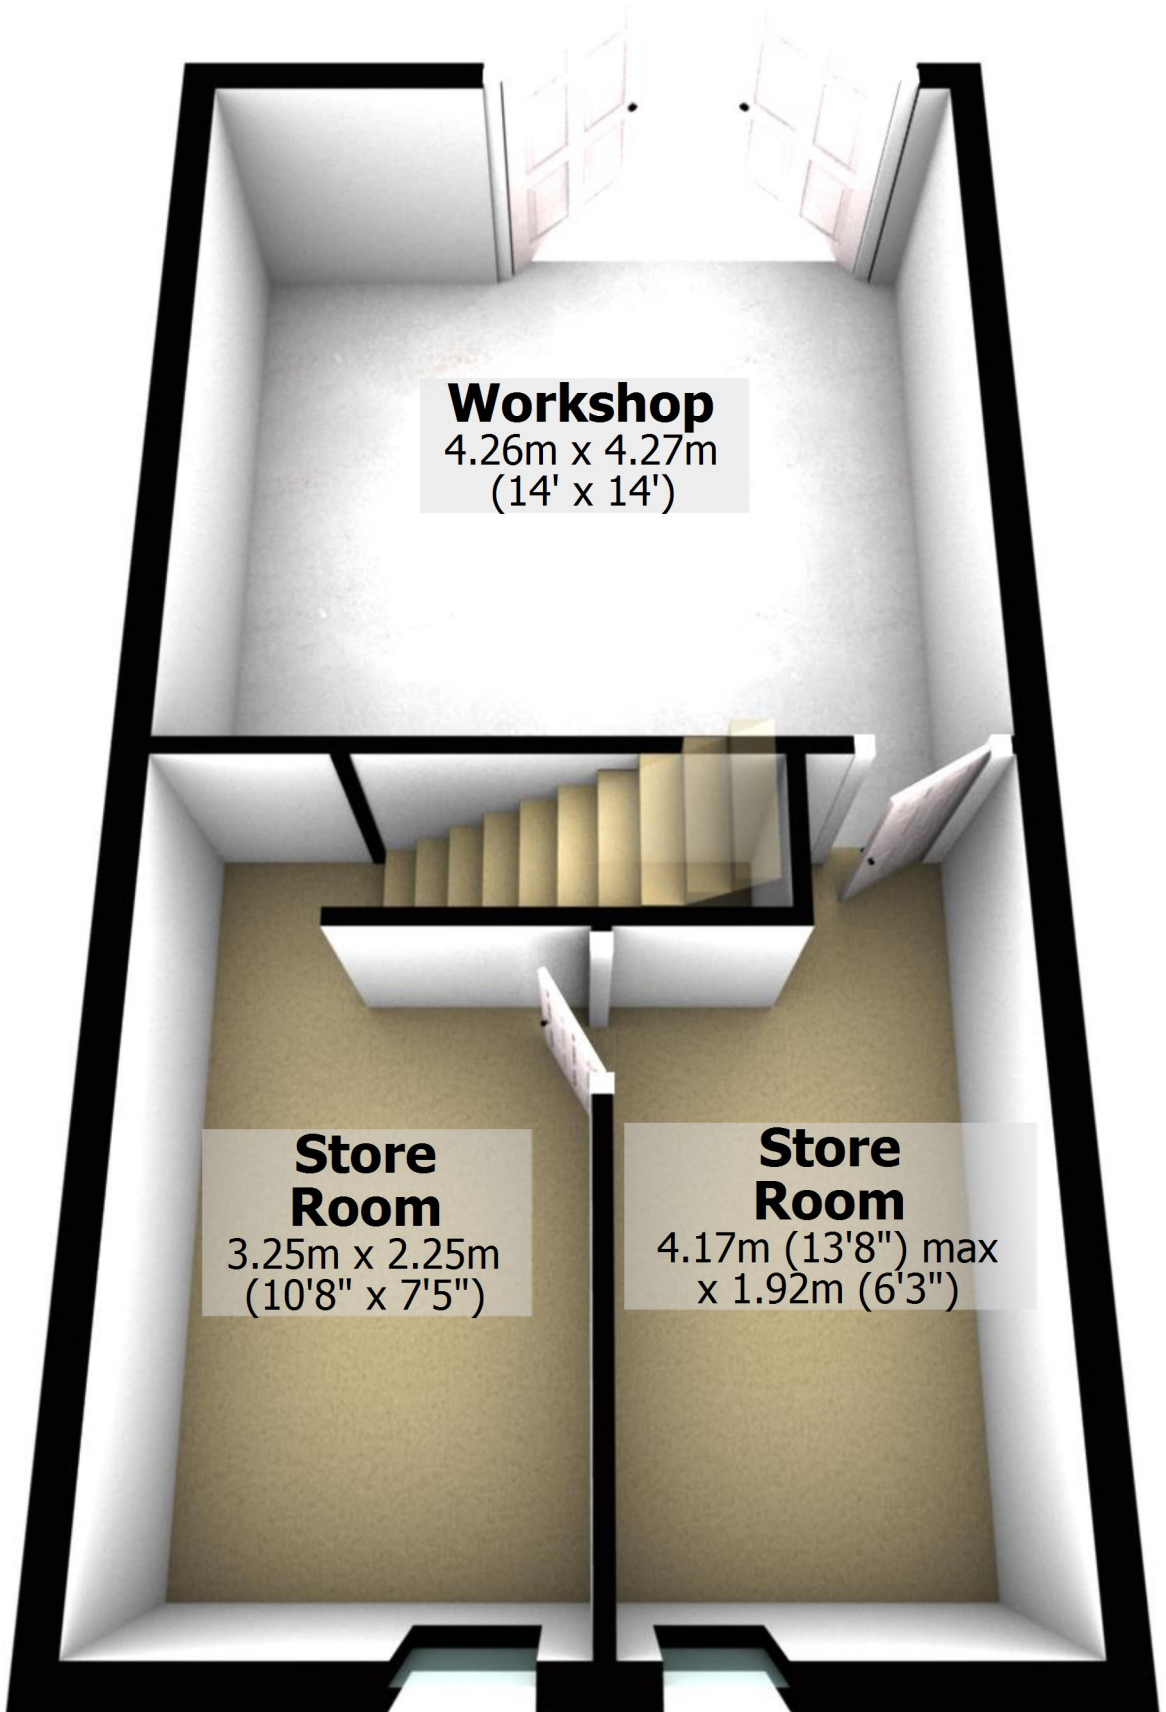 Workshop
4.26m x 4.27m
(14' x 14')
Store
Room
3.25m x 2.25m
(10'8" x 7'5")
Store
Room
4.17m (13'8") max
x 1.92m (6'3")